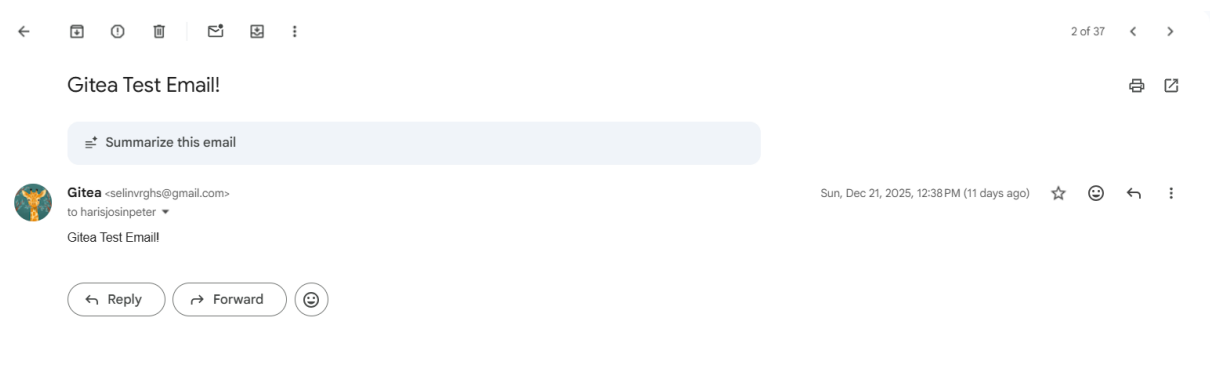 2 of 37
Gitea Test Email!
Summarize this email
Gitea <selinvrghs@gmail.com>
Sun, Dec 21, 2025, 12:38 PM (11 days ago)
to harisjosinpeter
Gitea Test Email!
Reply
Forward